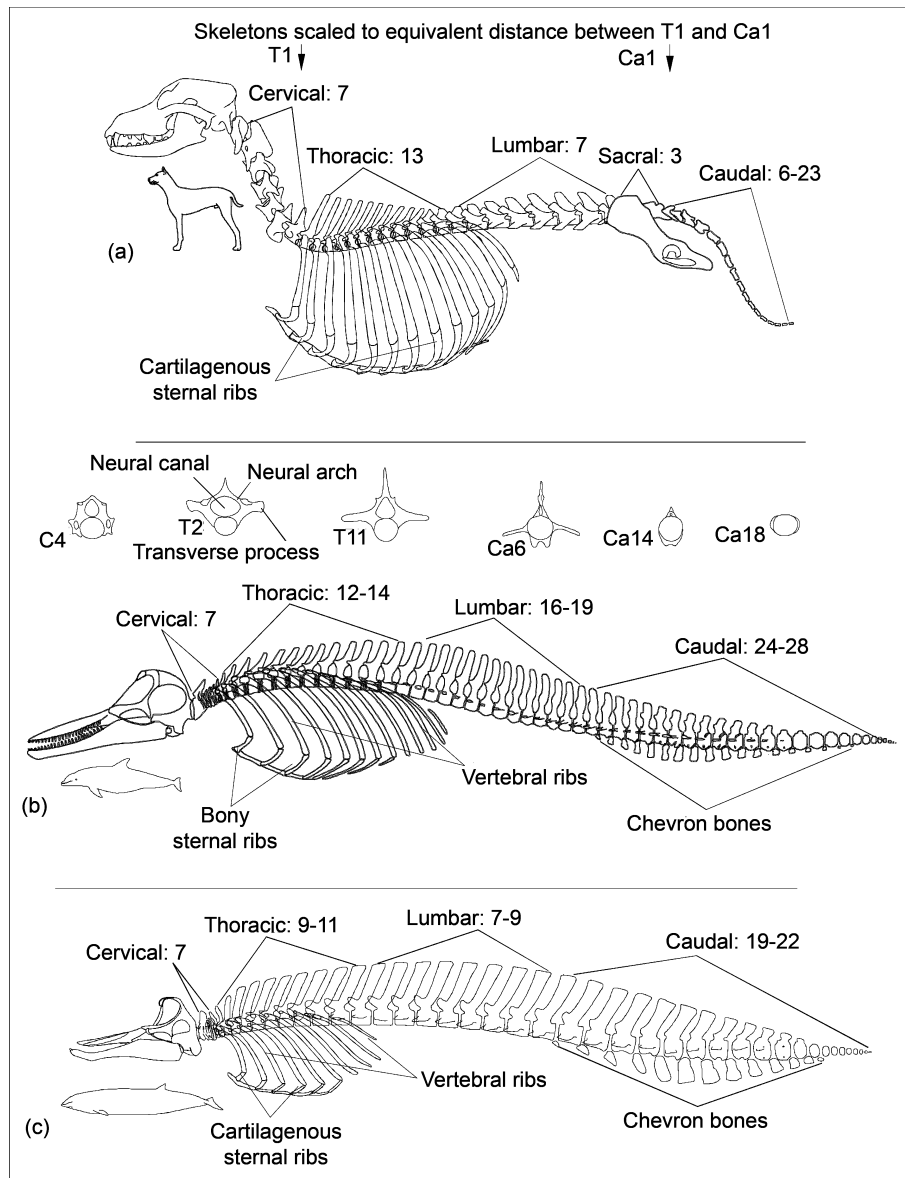 Skeletons scaled to equivalent distance between T1 and Ca1
T1
Ca1
Cervical: 7
Thoracic: 13
Lumbar: 7
Sacral: 3
Caudal: 6-23
(a)
Cartilagenous
sternal ribs
Neural canal
Neural arch
C4
T2
T11
Ca6
Ca14
Ca18
Transverse process
Thoracic: 12-14
Cervical: 7
Lumbar: 16-19
Caudal: 24-28
Vertebral ribs
(b)
Bony
sternal ribs
Chevron bones
Thoracic: 9-11
Lumbar: 7-9
Cervical: 7
Caudal: 19-22
Vertebral ribs
Chevron bones
(c)
Cartilagenous
sternal ribs